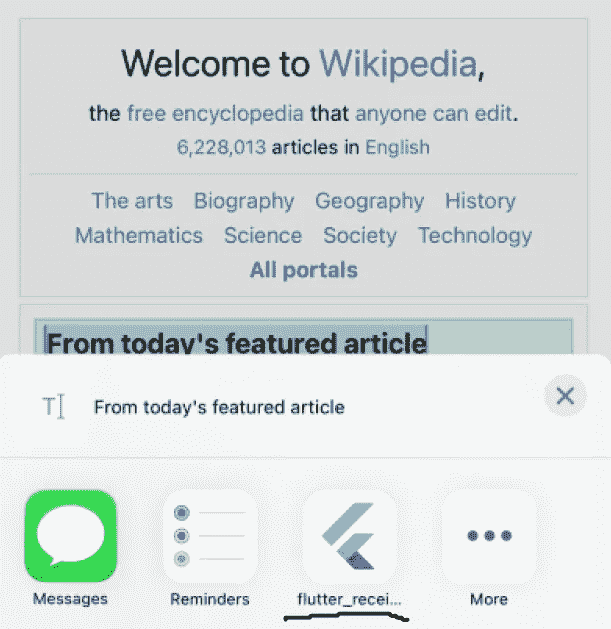 Welcome to Wikipedia,
the free encyclopedia that anyone can edit.
6,228,013 articles in English
The arts Biography Geography History
Mathematics Science Society Technology
All portals
From today's featured article
From today's featured article
Messages Reminders flutter_recei... More